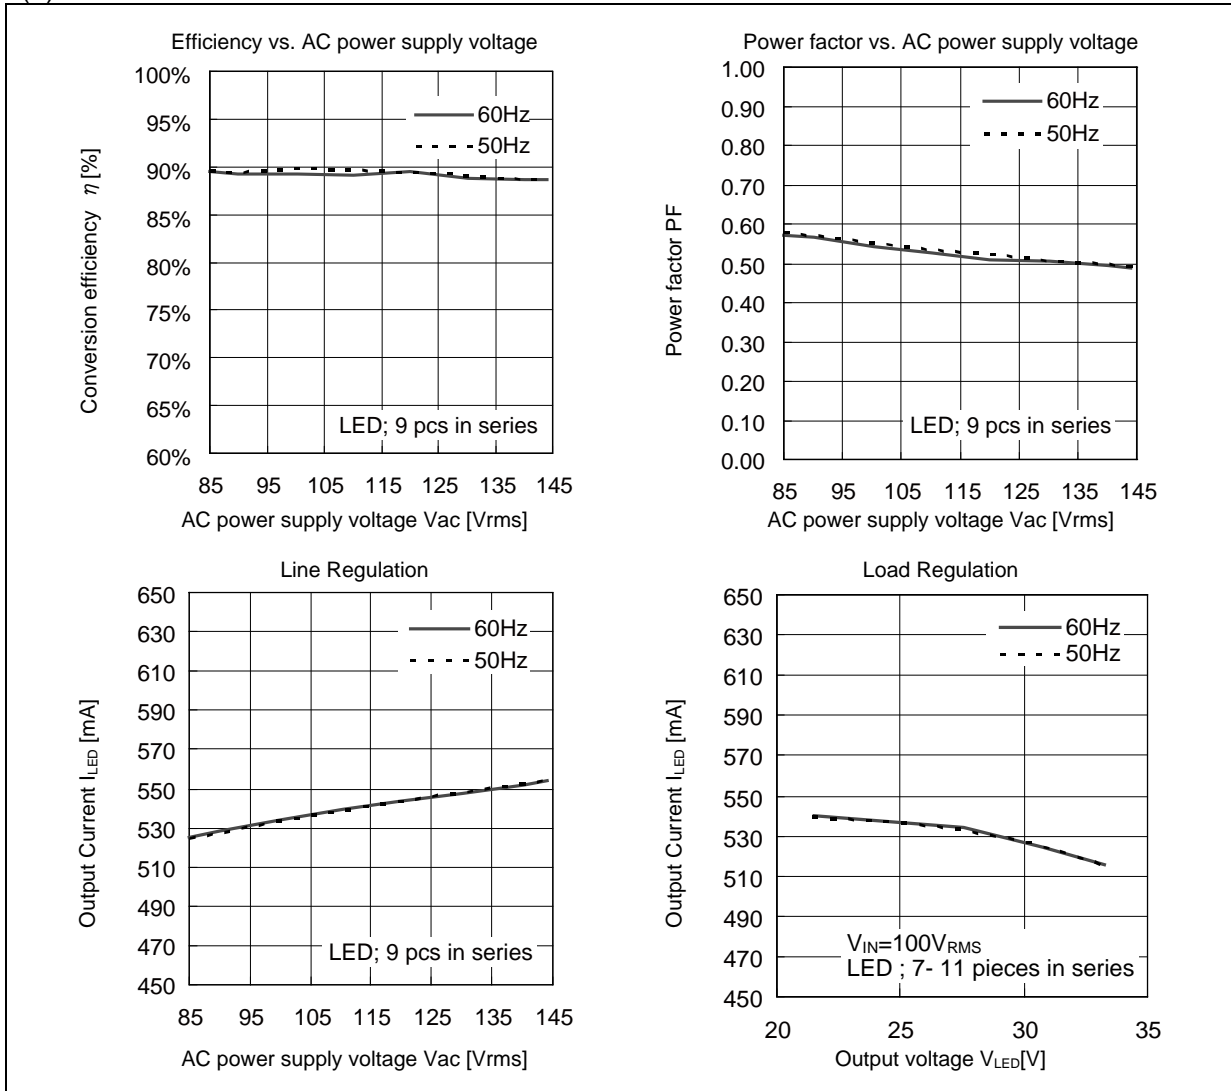 Efficiency vs. AC power supply voltage
100%
95%
90%
85%
80%
75%
70%
65%
60%
Conversion efficiency η [%]
60Hz
50Hz
LED; 9 pcs in series
85 95 105 115 125 135 145
AC power supply voltage Vac [Vrms]
Power factor vs. AC power supply voltage
1.00
0.90
0.80
0.70
0.60
0.50
0.40
0.30
0.20
0.10
0.00
Power factor PF
60Hz
50Hz
LED; 9 pcs in series
85 95 105 115 125 135 145
AC power supply voltage Vac [Vrms]
Line Regulation
650
630
610
590
570
550
530
510
490
470
450
Output Current ILED [mA]
60Hz
50Hz
LED; 9 pcs in series
85 95 105 115 125 135 145
AC power supply voltage Vac [Vrms]
Load Regulation
650
630
610
590
570
550
530
510
490
470
450
Output Current ILED [mA]
60Hz
50Hz
VIN=100VRMS
LED ; 7- 11 pieces in series
20 25 30 35
Output voltage VLED[V]